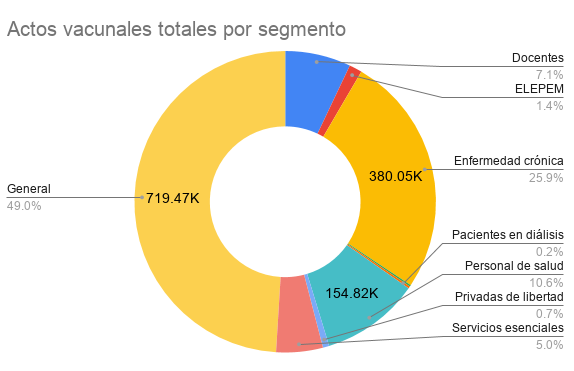 Actos vacunales totales por segmento
Docentes
7.1%
ELEPEM
1.4%
Enfermedad crónica
25.9%
380.05K
General
49.0%
719.47K
Pacientes en diálisis
0.2%
Personal de salud
10.6%
154.82K
Privadas de libertad
0.7%
Servicios esenciales
5.0%